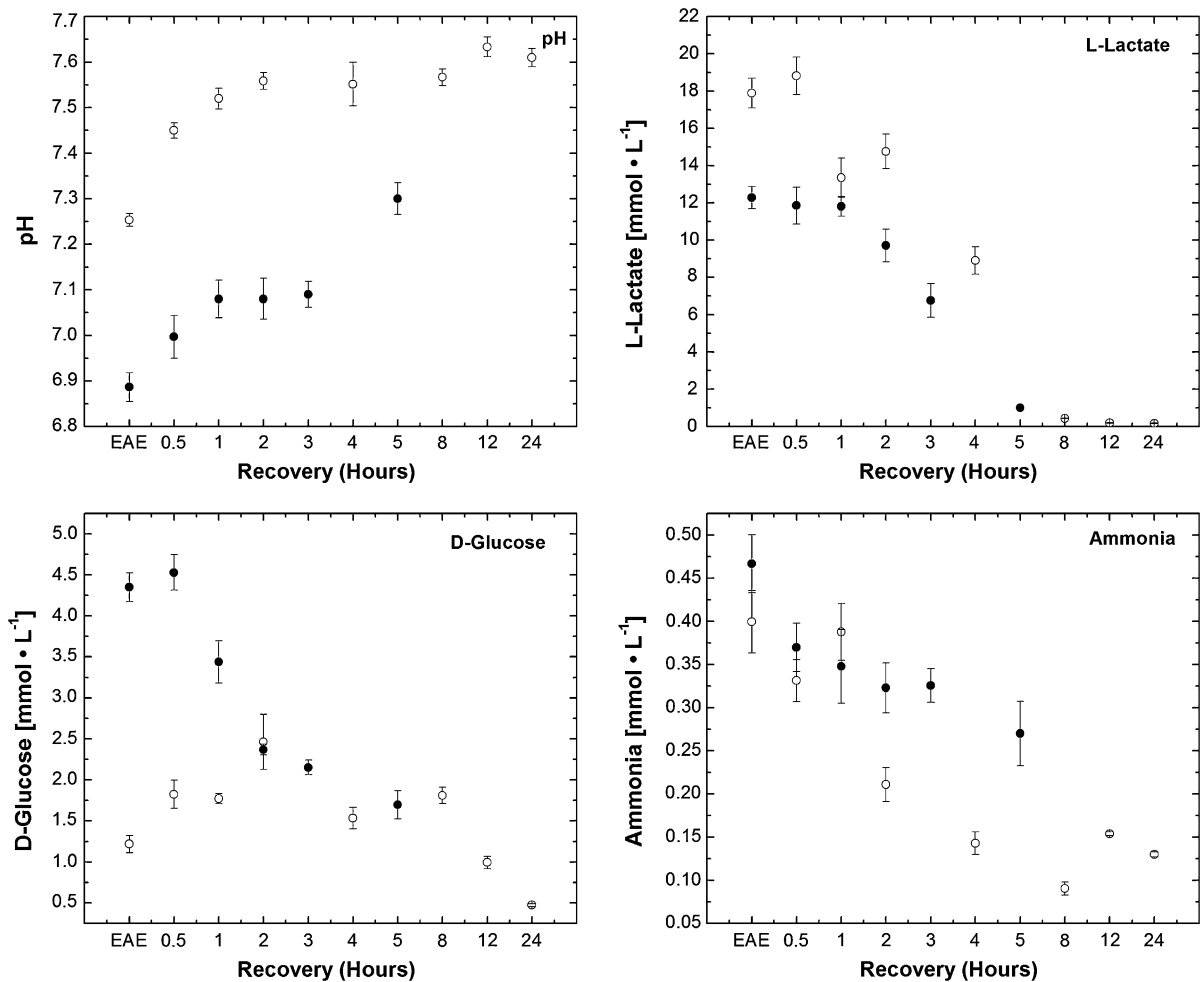 pH
7.7
7.6
7.5
7.4
7.3
7.2
7.1
7.0
6.9
6.8
pH
EAE 0.5 1 2 3 4 5 8 12 24
Recovery (Hours)
L-Lactate
22
20
18
16
14
12
10
8
6
4
2
0
L-Lactate [mmol • L-1]
EAE 0.5 1 2 3 4 5 8 12 24
Recovery (Hours)
D-Glucose
5.0
4.5
4.0
3.5
3.0
2.5
2.0
1.5
1.0
0.5
D-Glucose [mmol • L-1]
EAE 0.5 1 2 3 4 5 8 12 24
Recovery (Hours)
Ammonia
0.50
0.45
0.40
0.35
0.30
0.25
0.20
0.15
0.10
0.05
Ammonia [mmol • L-1]
EAE 0.5 1 2 3 4 5 8 12 24
Recovery (Hours)